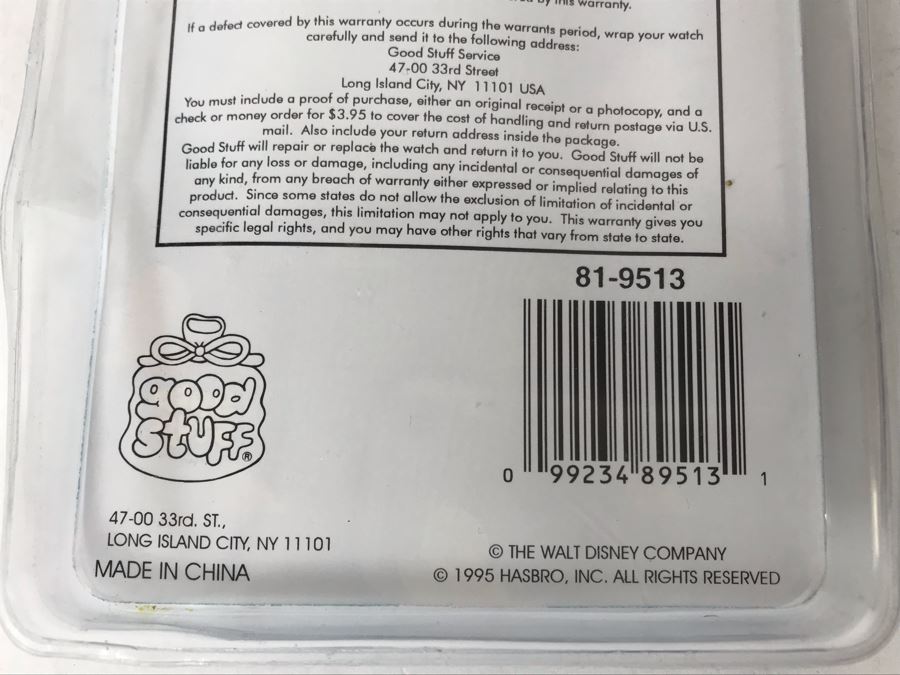 by this warranty.
If a defect covered by this warranty occurs during the warrants period, wrap your watch
carefully and send it to the following address:
Good Stuff Service
47-00 33rd Street
Long Island City, NY 11101 USA
You must include a proof of purchase, either an original receipt or a photocopy, and a
check or money order for $3.95 to cover the cost of handling and return postage via U.S.
mail. Also include your return address inside the package.
Good Stuff will repair or replace the watch and return it to you. Good Stuff will not be
liable for any loss or damage, including any incidental or consequential damages of
any kind, from any breach of warranty either expressed or implied relating to this
product. Since some states do not allow the exclusion of limitation of incidental or
consequential damages, this limitation may not apply to you. This warranty gives you
specific legal rights, and you may have other rights that vary from state to state.
81-9513
good
stuff®
0 99234 89513 1
47-00 33rd. ST.,
LONG ISLAND CITY, NY 11101
MADE IN CHINA
© THE WALT DISNEY COMPANY
© 1995 HASBRO, INC. ALL RIGHTS RESERVED